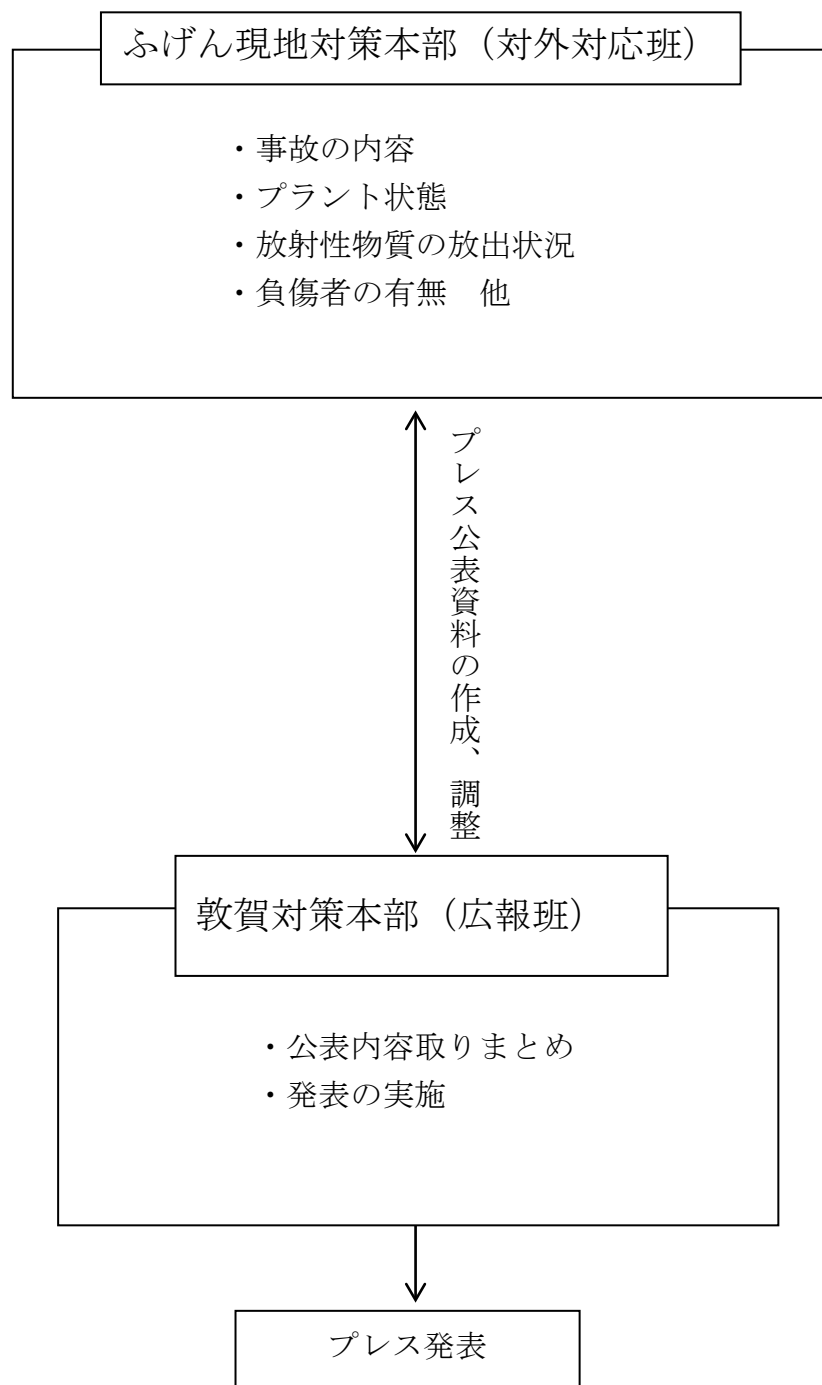 ふげん現地対策本部（対外対応班）
・事故の内容
・プラント状態
・放射性物質の放出状況
・負傷者の有無　他
プレス公表資料の作成、調整
敦賀対策本部（広報班）
・公表内容取りまとめ
・発表の実施
プレス発表